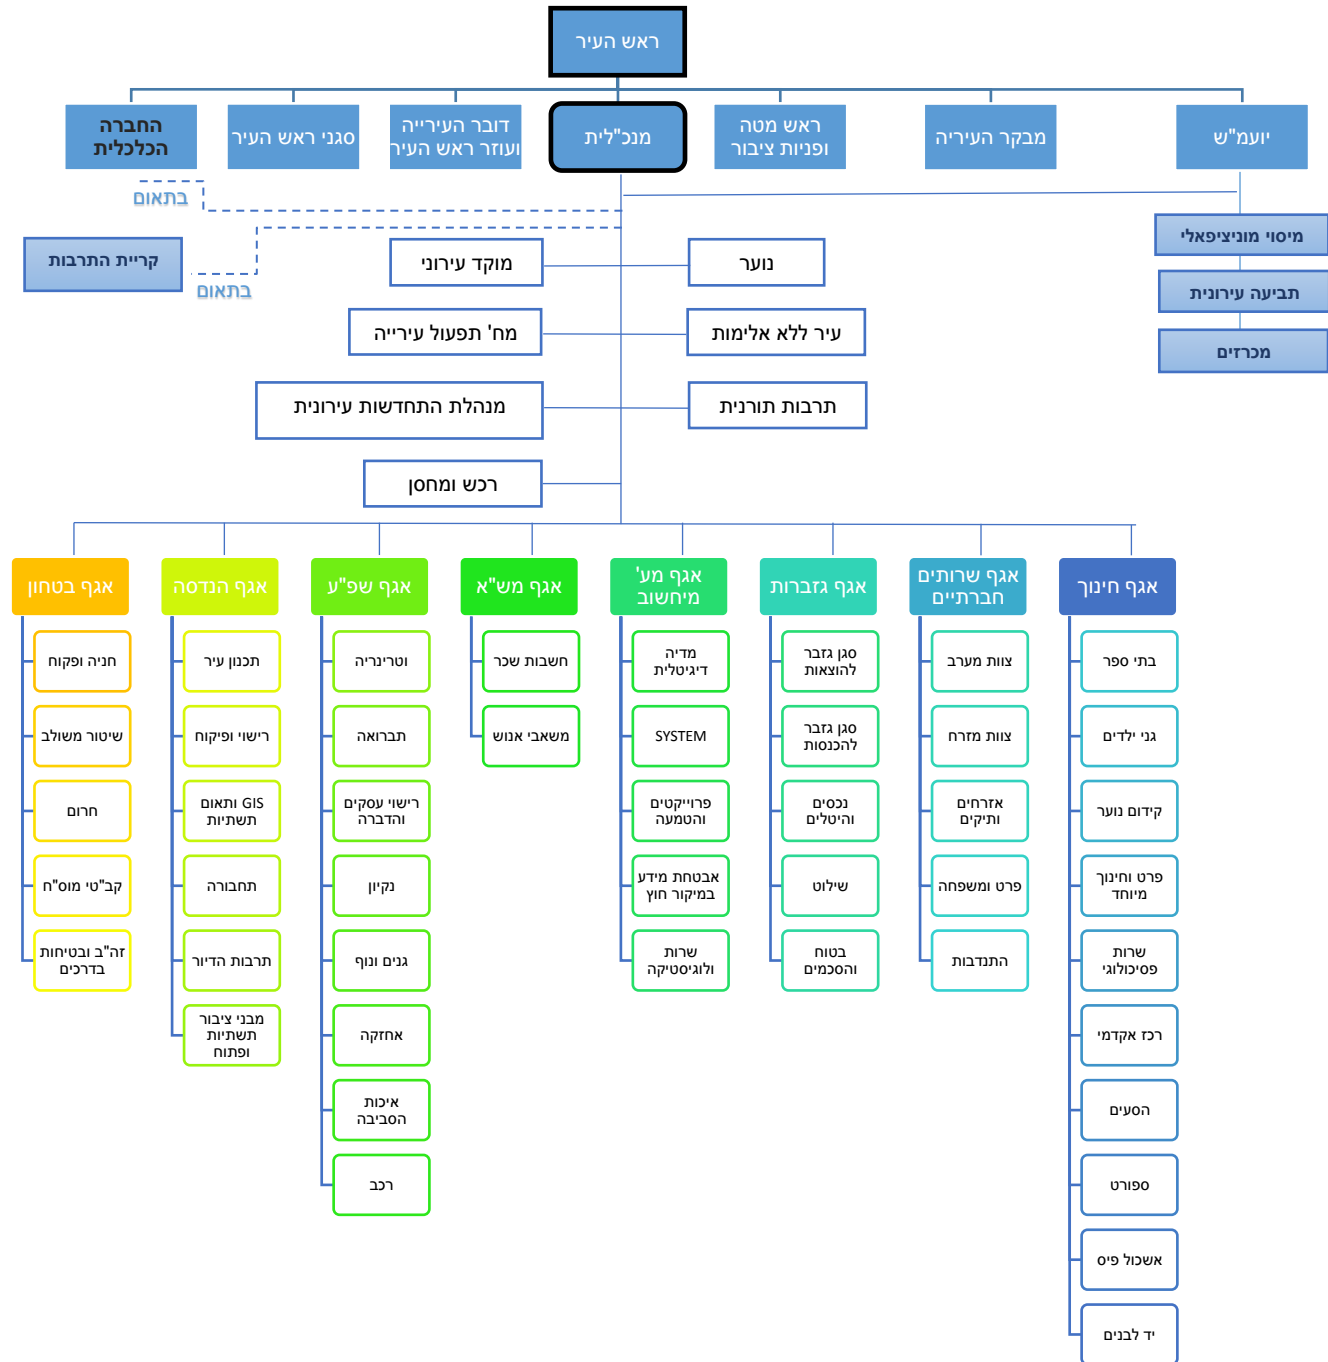 ראש העיר
יועמ"ש
מבקר העיריה
ראש מטה
ופניות ציבור
מנכ"לית
דובר העירייה
ועוזר ראש העיר
סגני ראש העיר
החברה
הכלכלית
בתאום
מיסוי מוניציפאלי
תביעה עירונית
מכרזים
קריית התרבות
בתאום
נוער
מוקד עירוני
עיר ללא אלימות
מח' תפעול עירייה
תרבות תורנית
מנהלת התחדשות עירונית
רכש ומחסן
אגף חינוך
בתי ספר
גני ילדים
קידום נוער
פרט וחינוך
מיוחד
שרות
פסיכולוגי
רכז אקדמי
הסעים
ספורט
אשכול פיס
יד לבנים
אגף שרותים
חברתיים
צוות מערב
צוות מזרח
אזרחים
ותיקים
פרט ומשפחה
התנדבות
אגף גזברות
סגן גזבר
להוצאות
סגן גזבר
להכנסות
נכסים
והיטלים
שילוט
בטוח
והסכמים
אגף מע'
מיחשוב
מדיה
דיגיטלית
SYSTEM
פרוייקטים
והטמעה
אבטחת מידע
במיקור חוץ
שרות
ולוגיסטיקה
אגף מש"א
חשבות שכר
משאבי אנוש
אגף שפ"ע
וטרינריה
תברואה
רישוי עסקים
והדברה
נקיון
גנים ונוף
אחזקה
איכות
הסביבה
רכב
אגף הנדסה
תכנון עיר
רישוי ופיקוח
GIS ותאום
תשתיות
תחבורה
תרבות הדיור
מבני ציבור
תשתיות
ופתוח
אגף בטחון
חניה ופקוח
שיטור משולב
חרום
קב"טי מוס"ח
זה"ב ובטיחות
בדרכים